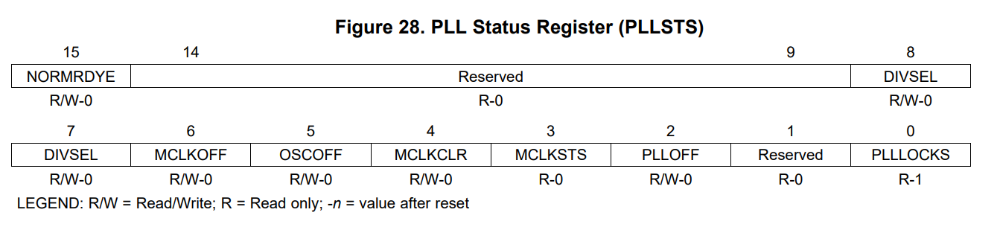 Figure 28. PLL Status Register (PLLSTS)
15 14 9 8
NORMRDYE Reserved DIVSEL
R/W-0 R-0 R/W-0
7 6 5 4 3 2 1 0
DIVSEL MCLKOFF OSCOFF MCLKCLR MCLKSTS PLLOFF Reserved PLLLOCKS
R/W-0 R/W-0 R/W-0 R/W-0 R-0 R/W-0 R-0 R-1
LEGEND: R/W = Read/Write; R = Read only; -n = value after reset